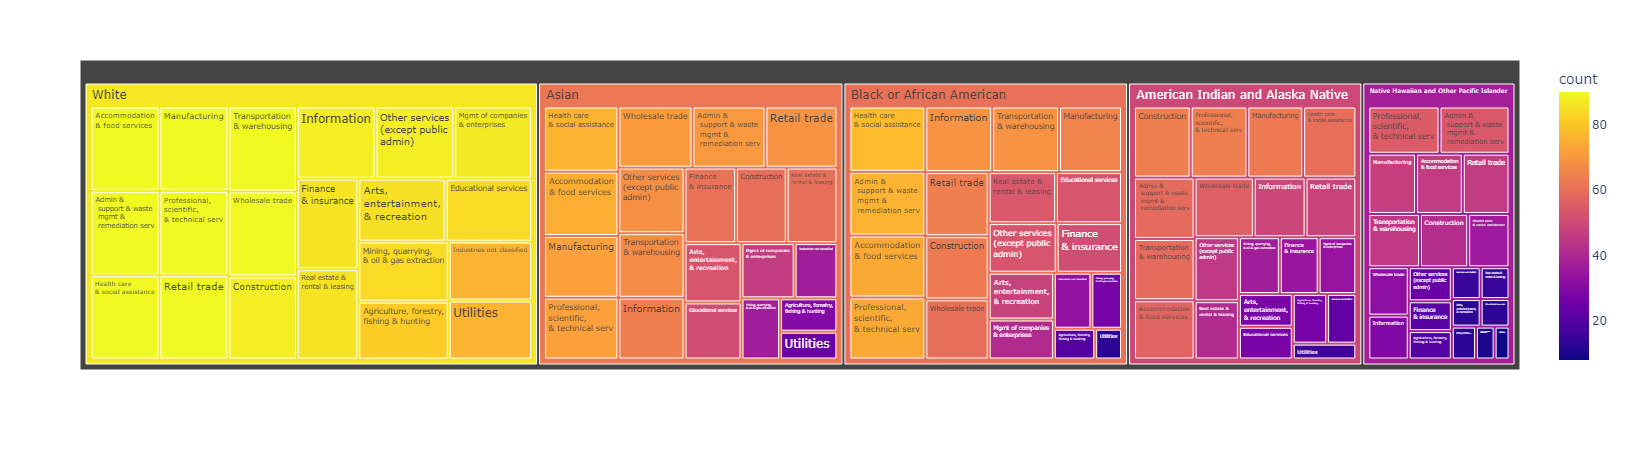 White
Accommodation
& food services
Manufacturing
Transportation
& warehousing
Information
Other services
(except public
admin)
Mgmt of companies
& enterprises
Admin &
support & waste
mgmt &
remediation serv
Professional,
scientific,
& technical serv
Wholesale trade
Finance
& insurance
Arts,
entertainment,
& recreation
Educational services
Mining, quarrying,
& oil & gas extraction
Industries not classified
Health care
& social assistance
Retail trade
Construction
Real estate &
rental & leasing
Agriculture, forestry,
fishing & hunting
Utilities
Asian
Health care
& social assistance
Wholesale trade
Admin &
support & waste
mgmt &
remediation serv
Retail trade
Accommodation
& food services
Other services
(except public
admin)
Finance
& insurance
Construction
Real estate &
rental & leasing
Manufacturing
Transportation
& warehousing
Arts,
entertainment,
& recreation
Mgmt of companies
& enterprises
Industries not classified
Professional,
scientific,
& technical serv
Information
Educational services
Mining, quarrying,
& oil & gas extraction
Agriculture, forestry,
fishing & hunting
Utilities
Black or African American
Health care
& social assistance
Information
Transportation
& warehousing
Manufacturing
Admin &
support & waste
mgmt &
remediation serv
Retail trade
Real estate &
rental & leasing
Educational services
Accommodation
& food services
Construction
Other services
(except public
admin)
Finance
& insurance
Professional,
scientific,
& technical serv
Wholesale trade
Arts,
entertainment,
& recreation
Mgmt of companies
& enterprises
Agriculture, forestry,
fishing & hunting
Utilities
American Indian and Alaska Native
Construction
Professional,
scientific,
& technical serv
Manufacturing
Health care
& social assistance
Admin &
support & waste
mgmt &
remediation serv
Wholesale trade
Information
Retail trade
Transportation
& warehousing
Other services
(except public
admin)
Mining, quarrying,
& oil & gas extraction
Finance
& insurance
Mgmt of companies
& enterprises
Accommodation
& food services
Real estate &
rental & leasing
Arts,
entertainment,
& recreation
Educational services
Agriculture, forestry,
fishing & hunting
Utilities
Native Hawaiian and Other Pacific Islander
Professional,
scientific,
& technical serv
Admin &
support & waste
mgmt &
remediation serv
Manufacturing
Accommodation
& food services
Retail trade
Transportation
& warehousing
Construction
Health care
& social assistance
Wholesale trade
Other services
(except public
admin)
Information
Finance
& insurance
Agriculture, forestry,
fishing & hunting
count
80
60
40
20